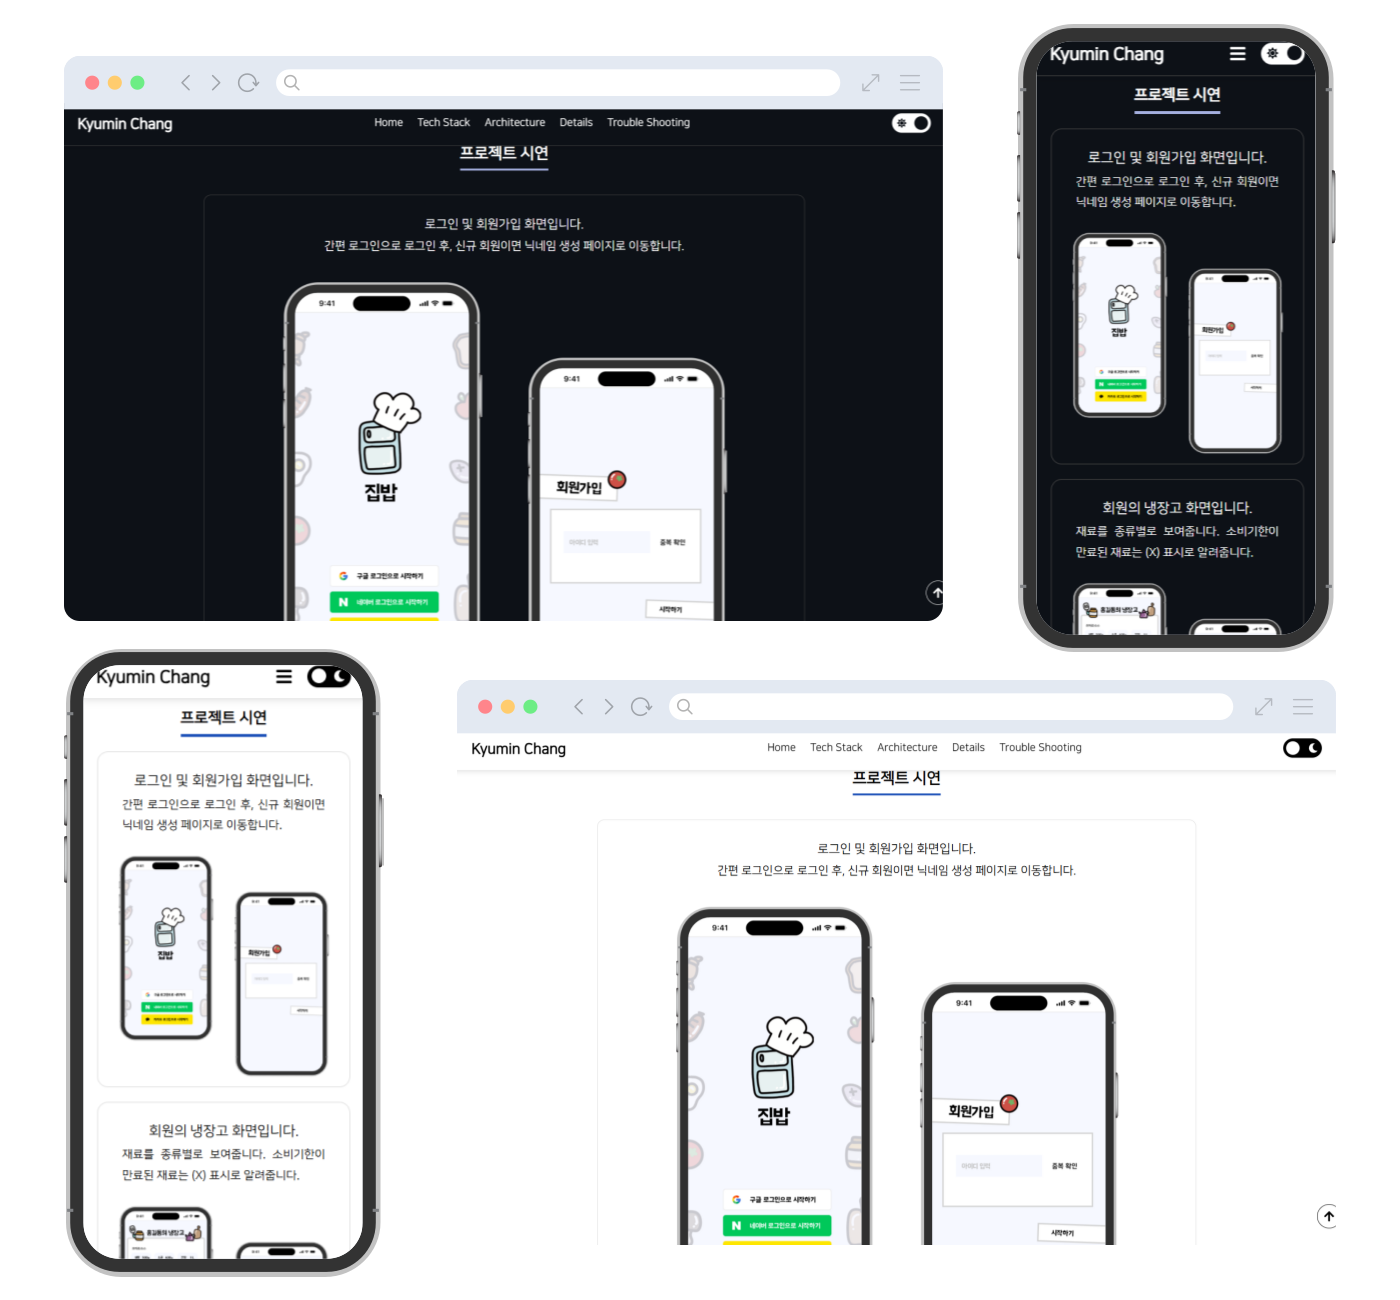 Kyumin Chang
Home Tech Stack Architecture Details Trouble Shooting
프로젝트 시연
로그인 및 회원가입 화면입니다.
간편 로그인으로 로그인 후, 신규 회원이면 닉네임 생성 페이지로 이동합니다.
9:41
집밥
구글 로그인으로 시작하기
N 네이버 로그인으로 시작하기
9:41
회원가입
아이디 입력 중복 확인
시작하기
Kyumin Chang
프로젝트 시연
로그인 및 회원가입 화면입니다.
간편 로그인으로 로그인 후, 신규 회원이면
닉네임 생성 페이지로 이동합니다.
집밥
회원가입
회원의 냉장고 화면입니다.
재료를 종류별로 보여줍니다. 소비기한이
만료된 재료는 (X) 표시로 알려줍니다.
홍길동의 냉장고
Kyumin Chang
프로젝트 시연
로그인 및 회원가입 화면입니다.
간편 로그인으로 로그인 후, 신규 회원이면
닉네임 생성 페이지로 이동합니다.
집밥
회원가입
회원의 냉장고 화면입니다.
재료를 종류별로 보여줍니다. 소비기한이
만료된 재료는 (X) 표시로 알려줍니다.
홍길동의 냉장고
Kyumin Chang
Home Tech Stack Architecture Details Trouble Shooting
프로젝트 시연
로그인 및 회원가입 화면입니다.
간편 로그인으로 로그인 후, 신규 회원이면 닉네임 생성 페이지로 이동합니다.
9:41
집밥
구글 로그인으로 시작하기
N 네이버 로그인으로 시작하기
9:41
회원가입
아이디 입력 중복 확인
시작하기